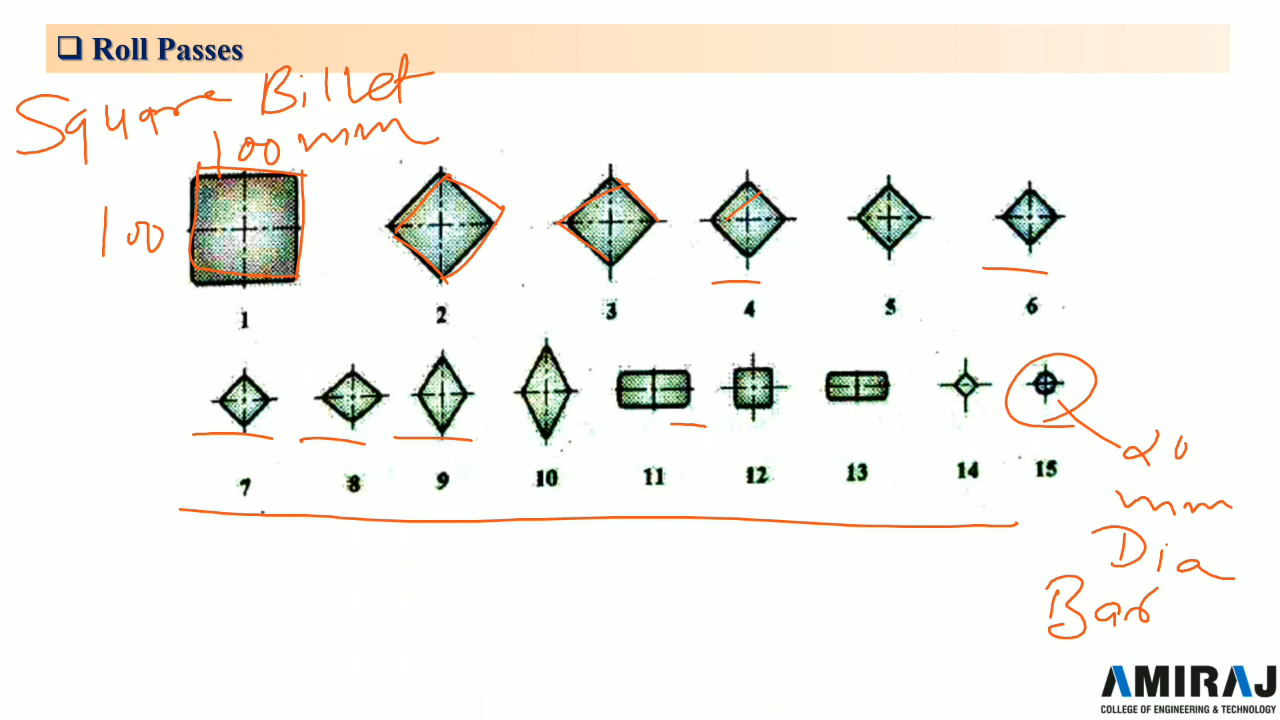 Roll Passes
Square Billet
100 mm
100
1 2 3 4 5 6
7 8 9 10 11 12 13 14 15
20
mm
Dia
Bar
AMIRAJ
COLLEGE OF ENGINEERING & TECHNOLOGY